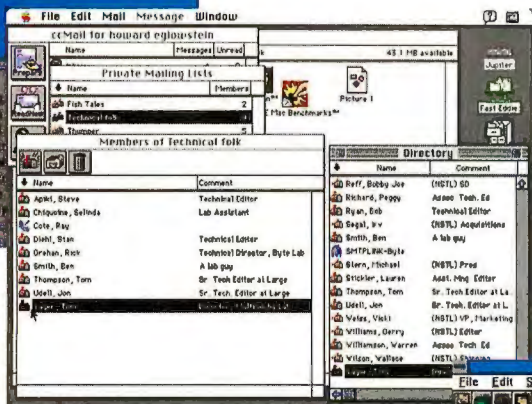 File Edit Mail Message Window
ccMail for howard eglowstein
Name Messages Unread
43.1 MB available
Prepare
Private Mailing Lists
Name Members
Fish Tales 2
Technical folk
Thumper 5
Mac Benchmarks™
Picture 1
Jupiter
Fast Eddie
Members of Technical folk
Name Comment
Apiki, Steve Technical Editor
Chiquoine, Selinda Lab Assistant
Cote, Ray
Diehl, Stan Technical Editor
Grehan, Rick Technical Director, Byte Lab
Smith, Ben A lab guy
Thompson, Tom Sr. Tech Editor at Large
Udell, Jon Sr. Tech. Editor at Large
Directory
Name Comment
Reff, Bobby Joe (NSTL) SD
Richard, Peggy Assoc Tech. Ed
Ryan, Bob Technical Editor
Segal, Irv (NSTL) Acquisitions
Smith, Ben A lab guy
SMTPLINK-Byte
Stern, Michael (NSTL) Pres
Stickler, Lauren Asst. Mng. Editor
Thompson, Tom Sr. Tech Editor at La
Udell, Jon Sr. Tech. Editor at L
Weiss, Vicki (NSTL) VP, Marketing
Williams, Gerry (NSTL) Editor
Williamson, Warren Assoc Tech Ed
Wilson, Wallace (NSTL)
File Edit S